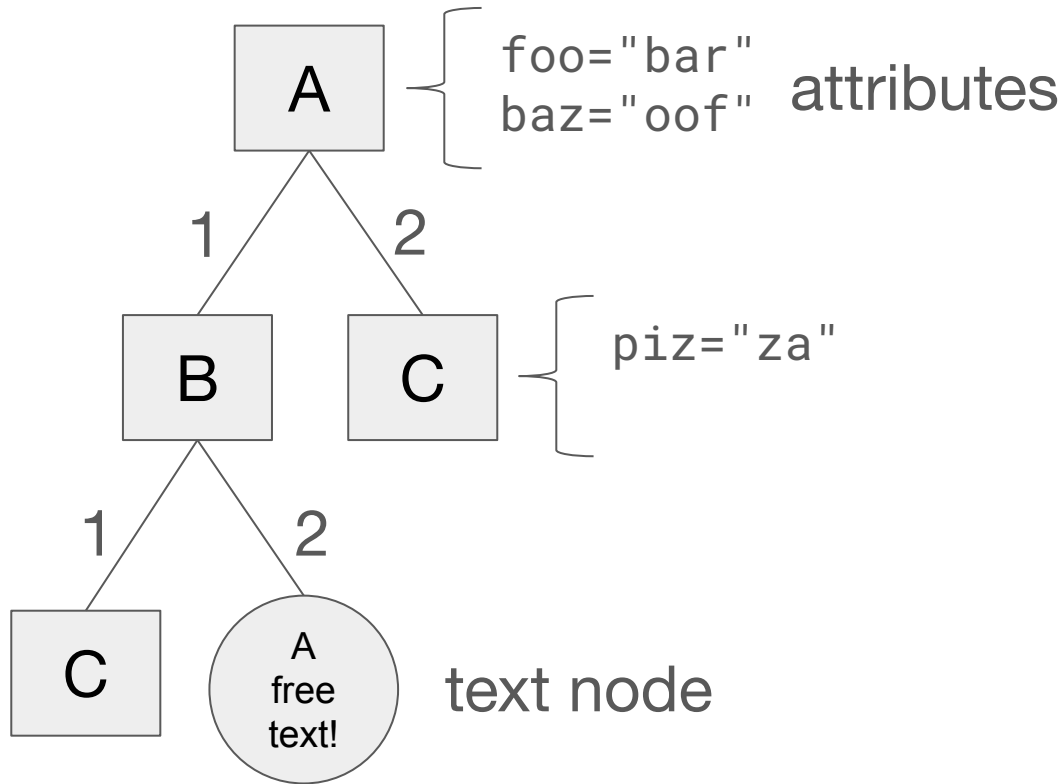 A
foo="bar"
baz="oof"
attributes
1
2
B
C
piz="za"
1
2
C
A
free
text!
text node